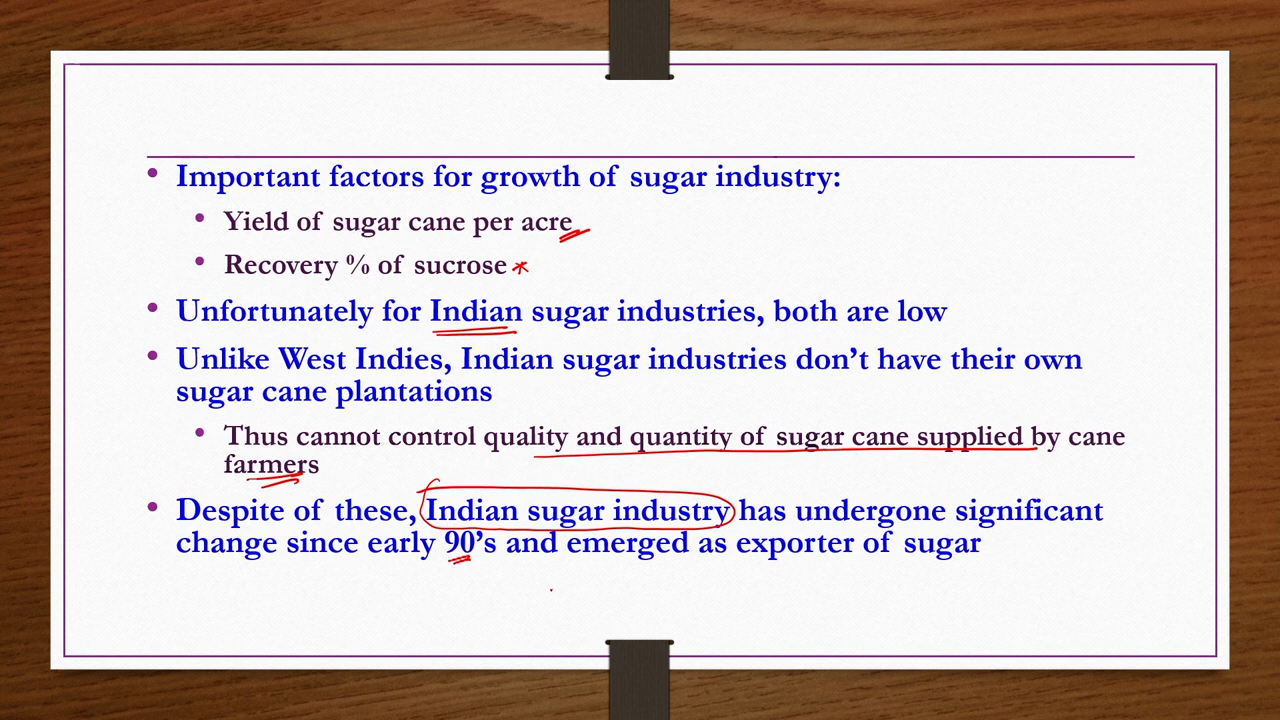 Important factors for growth of sugar industry:
Yield of sugar cane per acre
Recovery % of sucrose
Unfortunately for Indian sugar industries, both are low
Unlike West Indies, Indian sugar industries don’t have their own
sugar cane plantations
Thus cannot control quality and quantity of sugar cane supplied by cane
farmers
Despite of these, Indian sugar industry has undergone significant
change since early 90’s and emerged as exporter of sugar